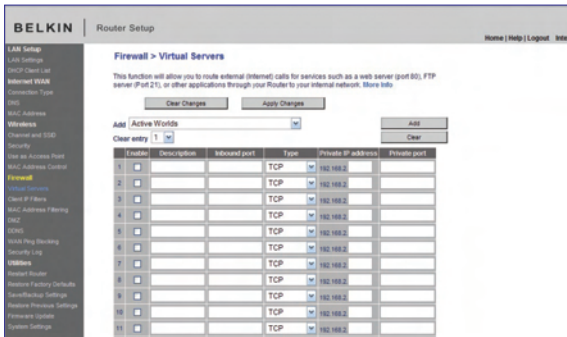 BELKIN
Router Setup
Home | Help | Logout Inte
LAN Setup
LAN Settings
DHCP Client List
Internet WAN
Connection Type
DNS
MAC Address
Wireless
Channel and SSID
Security
Use as Access Point
MAC Address Control
Firewall
Virtual Servers
Client IP Filters
MAC Address Filtering
DMZ
DDNS
WAN Ping Blocking
Security Log
Utilities
Restart Router
Restore Factory Defaults
Save/Backup Settings
Restore Previous Settings
Firmware Update
System Settings
Firewall > Virtual Servers
This function will allow you to route external (Internet) calls for services such as a web server (port 80), FTP
server (Port 21), or other applications through your Router to your internal network. More Info
Clear Changes Apply Changes
Add Active Worlds Add
Clear entry 1 Clear
Enable Description Inbound port Type Private IP address Private port
1 TCP 192.168.2.
2 TCP 192.168.2.
3 TCP 192.168.2.
4 TCP 192.168.2.
5 TCP 192.168.2.
6 TCP 192.168.2.
7 TCP 192.168.2.
8 TCP 192.168.2.
9 TCP 192.168.2.
10 TCP 192.168.2.
11 TCP 192.168.2.